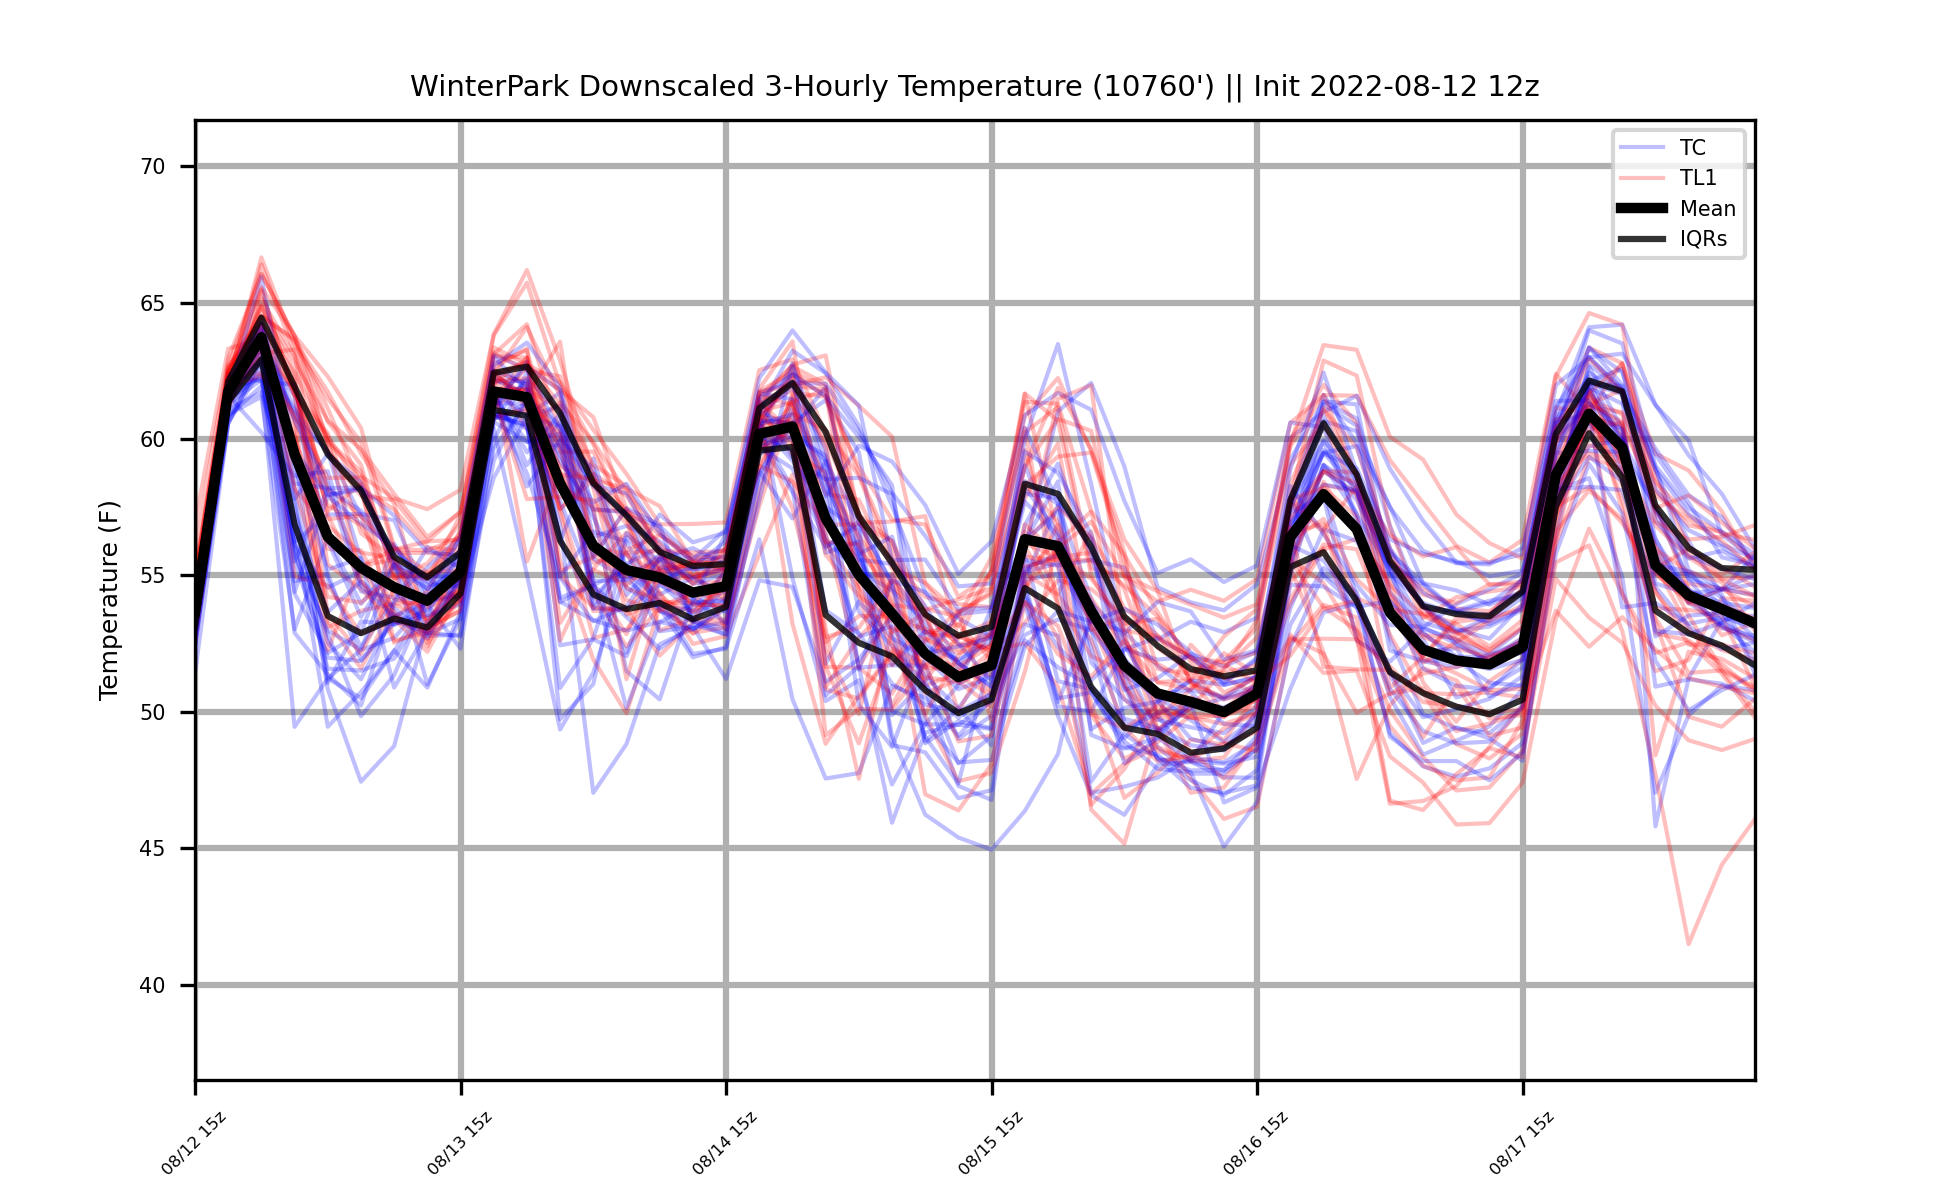 WinterPark Downscaled 3-Hourly Temperature (10760') || Init 2022-08-12 12z
TC
TL1
Mean
IQRs
Temperature (F)
70
65
60
55
50
45
40
08/12 15z
08/13 15z
08/14 15z
08/15 15z
08/16 15z
08/17 15z